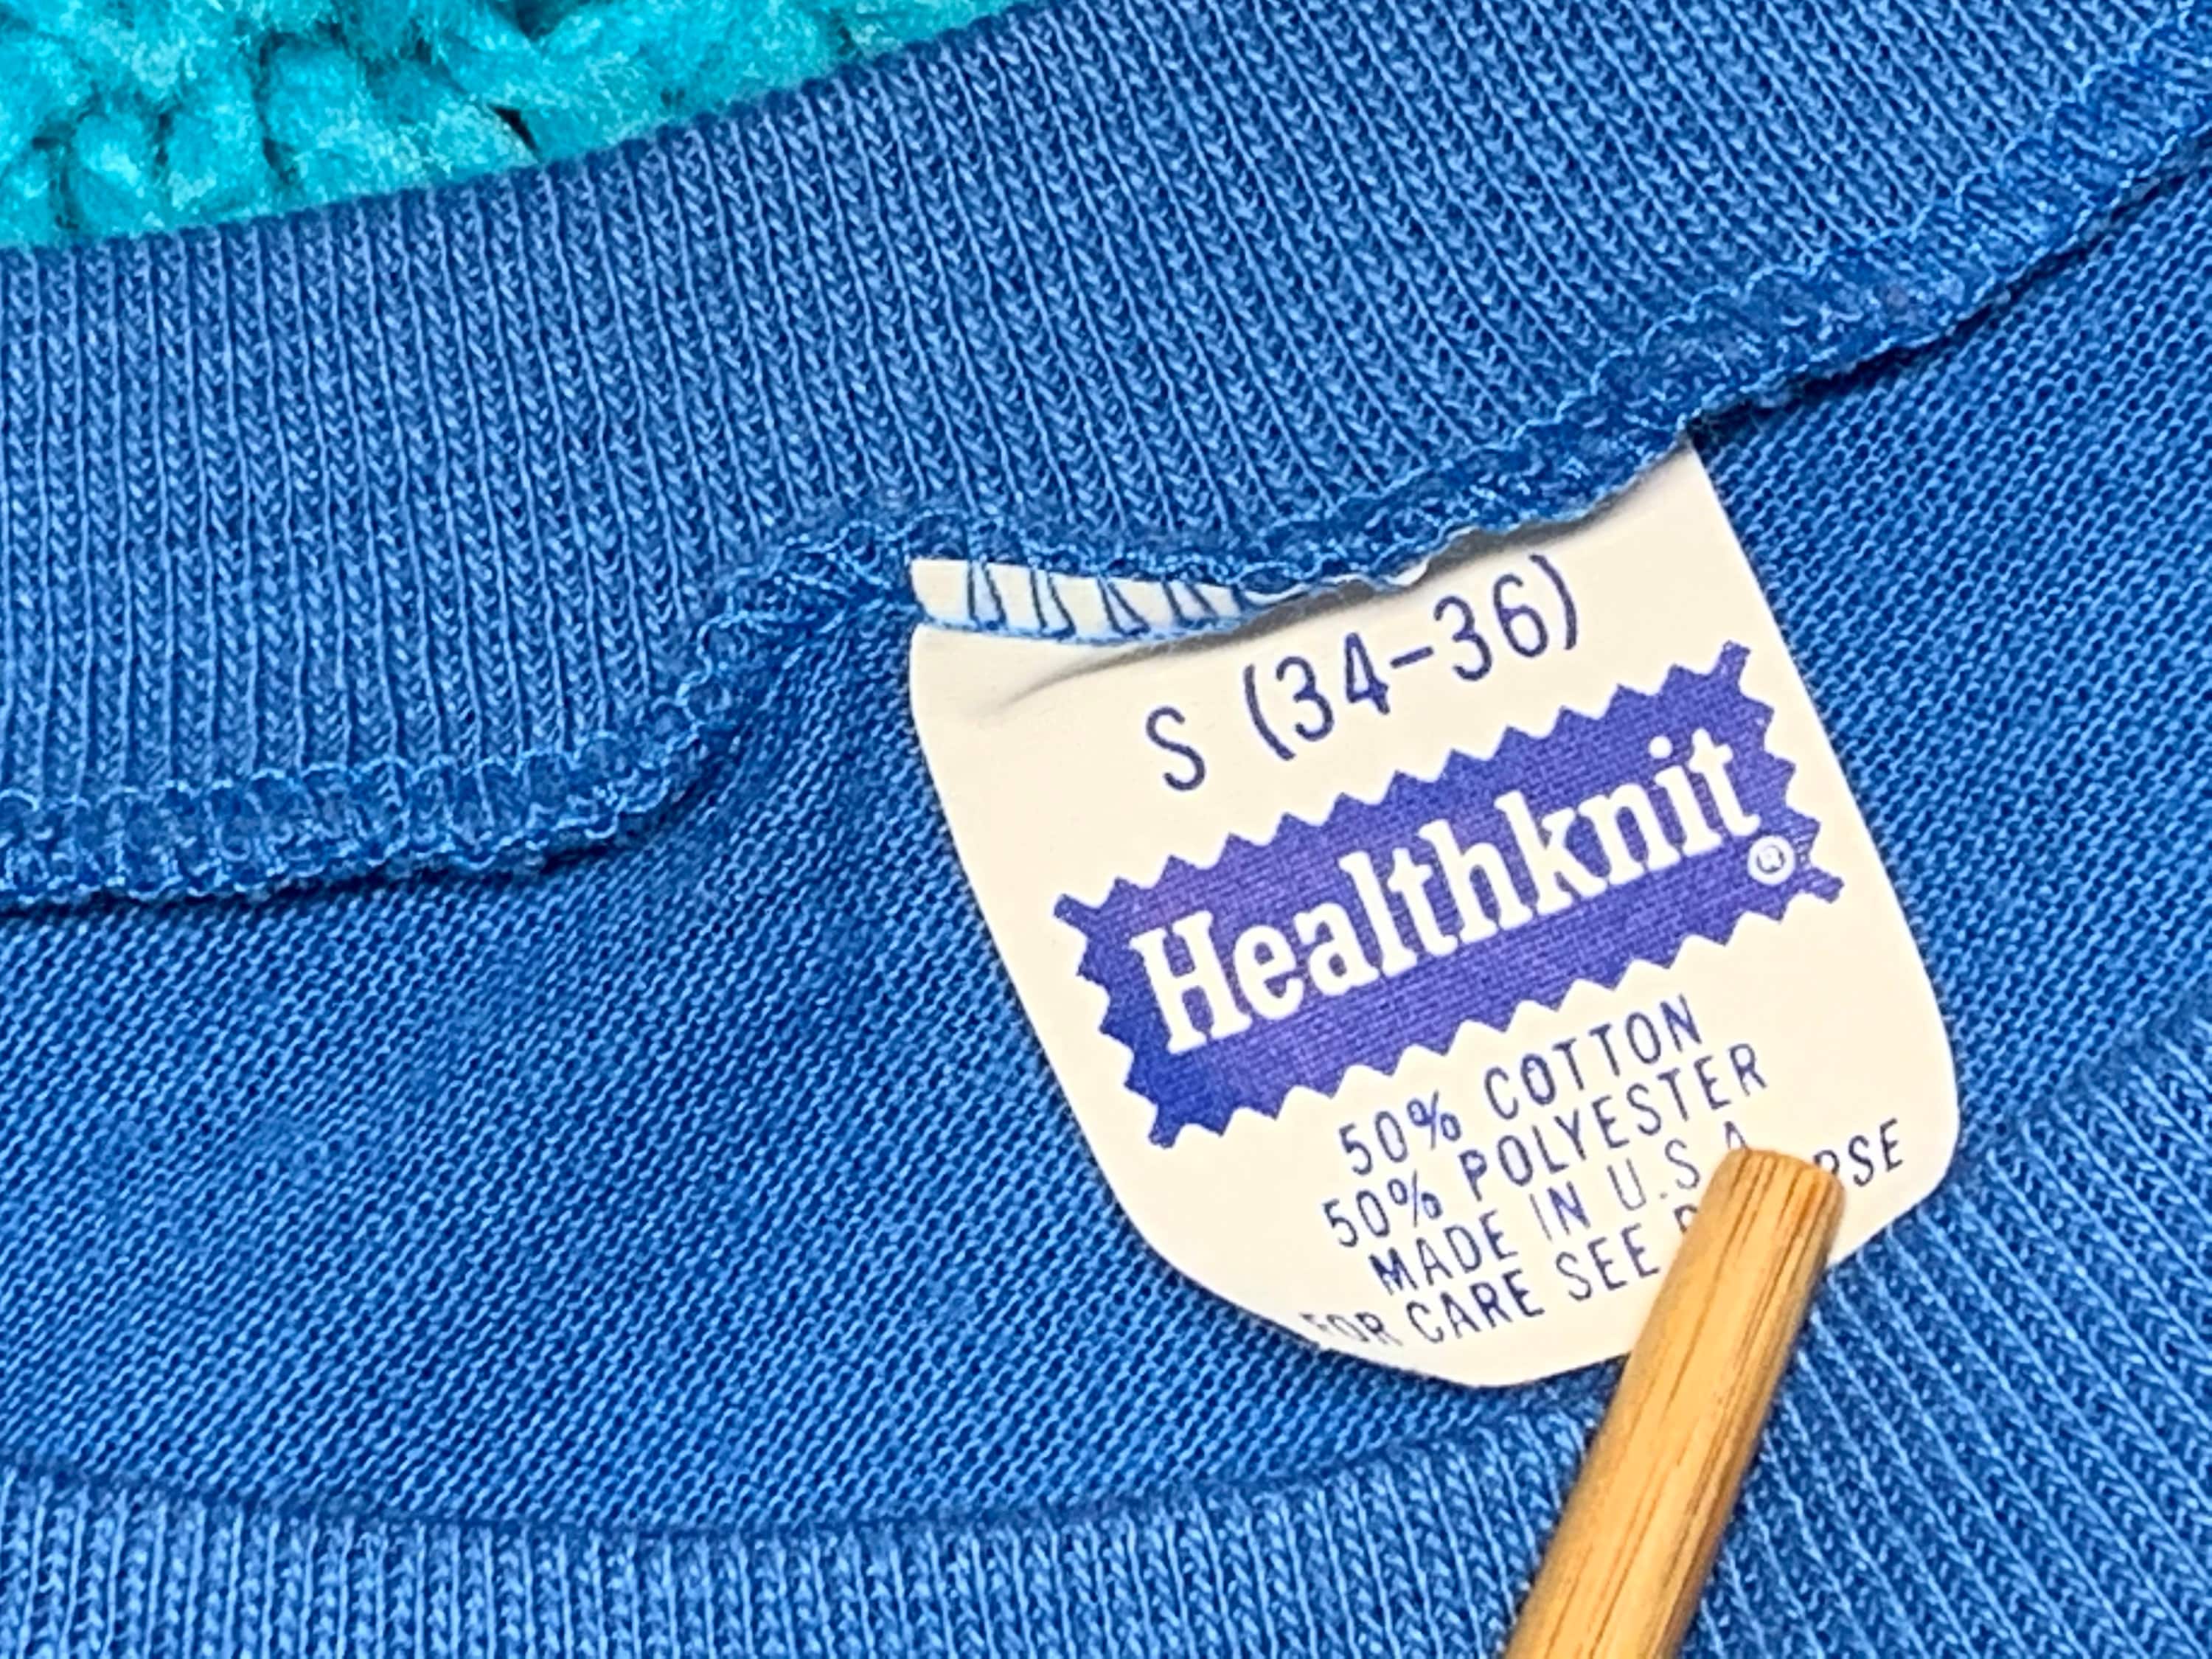 S (34-36)
Healthknit®
50% COTTON
50% POLYESTER
MADE IN U.S.A
FOR CARE SEE